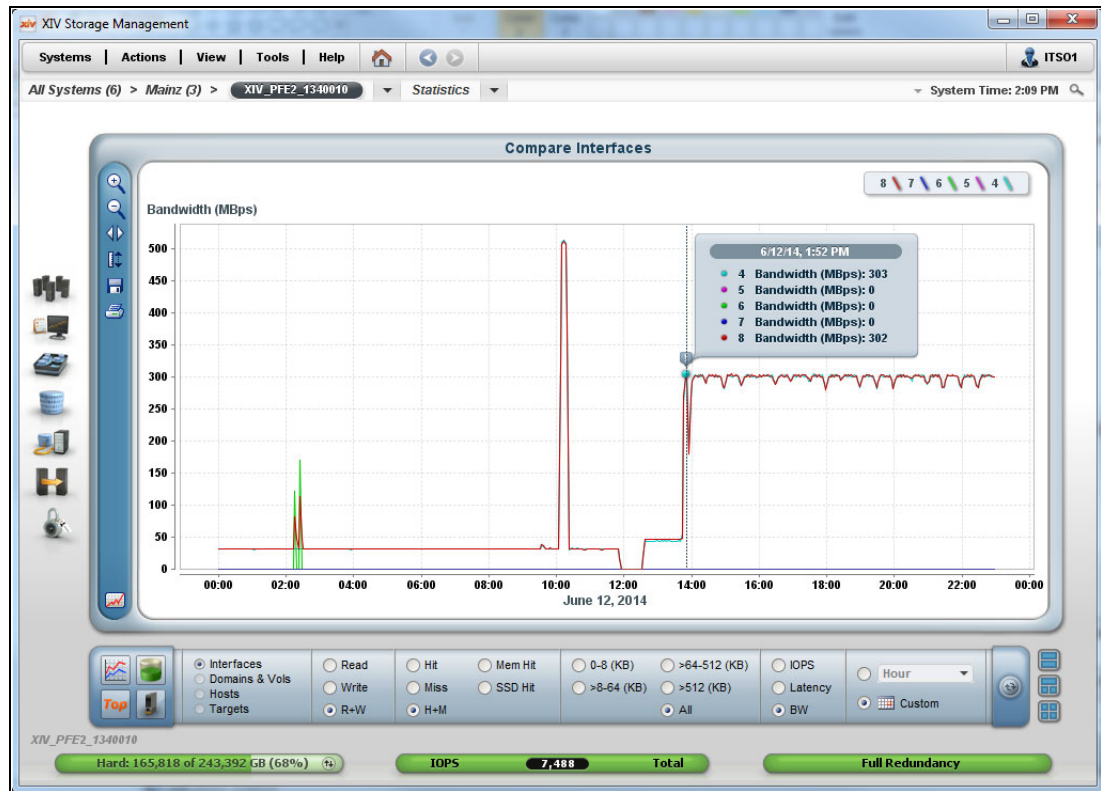 xiv XIV Storage Management
Systems | Actions | View | Tools | Help
ITSO1
All Systems (6) > Mainz (3) > XIV_PFE2_1340010 Statistics
System Time: 2:09 PM
Compare Interfaces
8 7 6 5 4
Bandwidth (MBps)
6/12/14, 1:52 PM
4 Bandwidth (MBps): 303
5 Bandwidth (MBps): 0
6 Bandwidth (MBps): 0
7 Bandwidth (MBps): 0
8 Bandwidth (MBps): 302
500
450
400
350
300
250
200
150
100
50
0
00:00 02:00 04:00 06:00 08:00 10:00 12:00 14:00 16:00 18:00 20:00 22:00 00:00
June 12, 2014
Interfaces Read Hit Mem Hit 0-8 (KB) >64-512 (KB) IOPS Hour
Domains & Vols
Hosts Write Miss SSD Hit >8-64 (KB) >512 (KB) Latency
Top Targets R+W H+M All BW Custom
XIV_PFE2_1340010
Hard: 165,818 of 243,392 GB (68%)
IOPS 7,488 Total
Full Redundancy